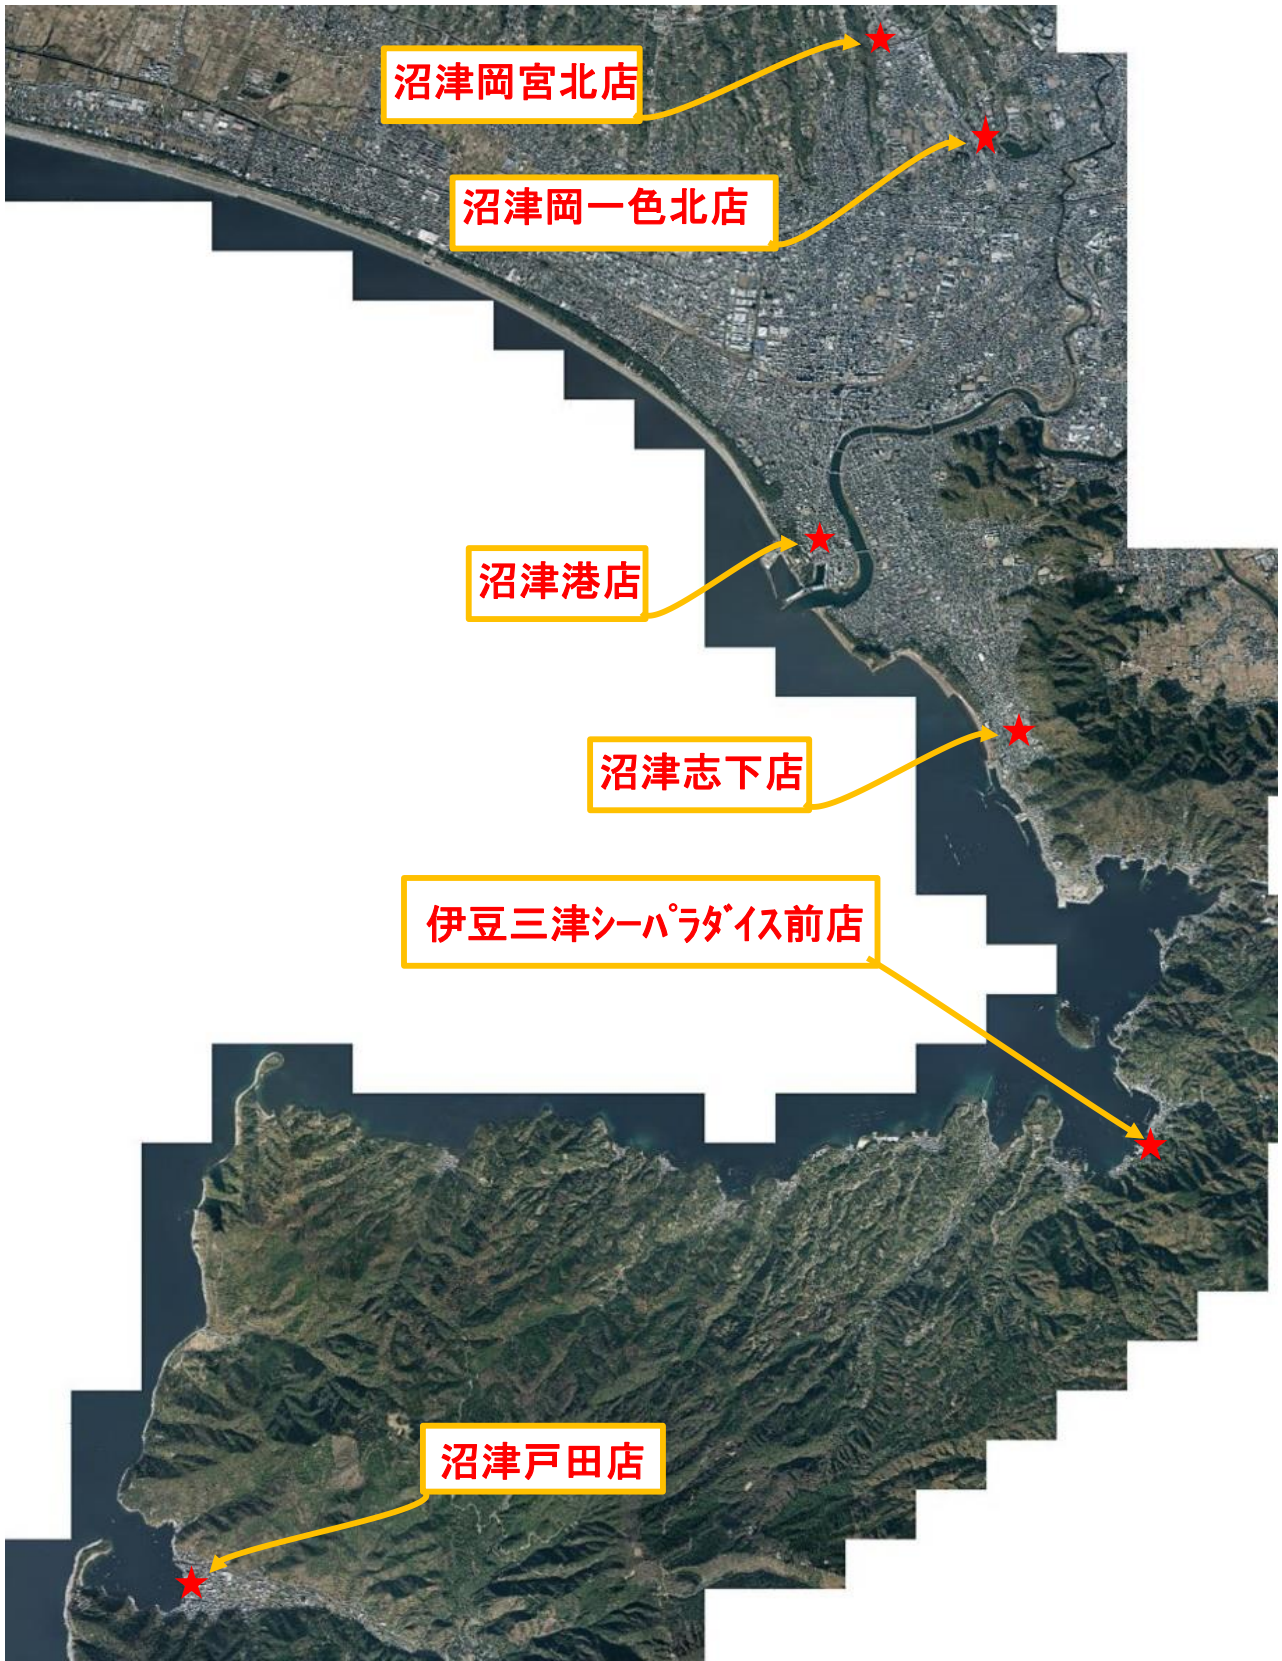 沼津岡宮北店
沼津岡一色北店
沼津港店
沼津志下店
伊豆三津ｼｰﾊﾟﾗﾀﾞｲｽ前店
沼津戸田店